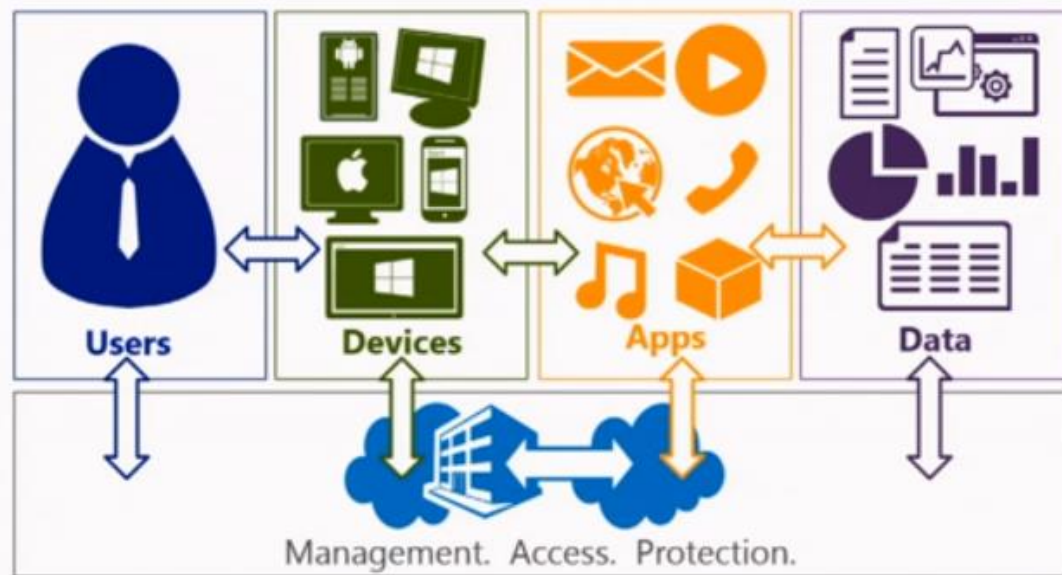 Users
Devices
Apps
Data
Management. Access. Protection.